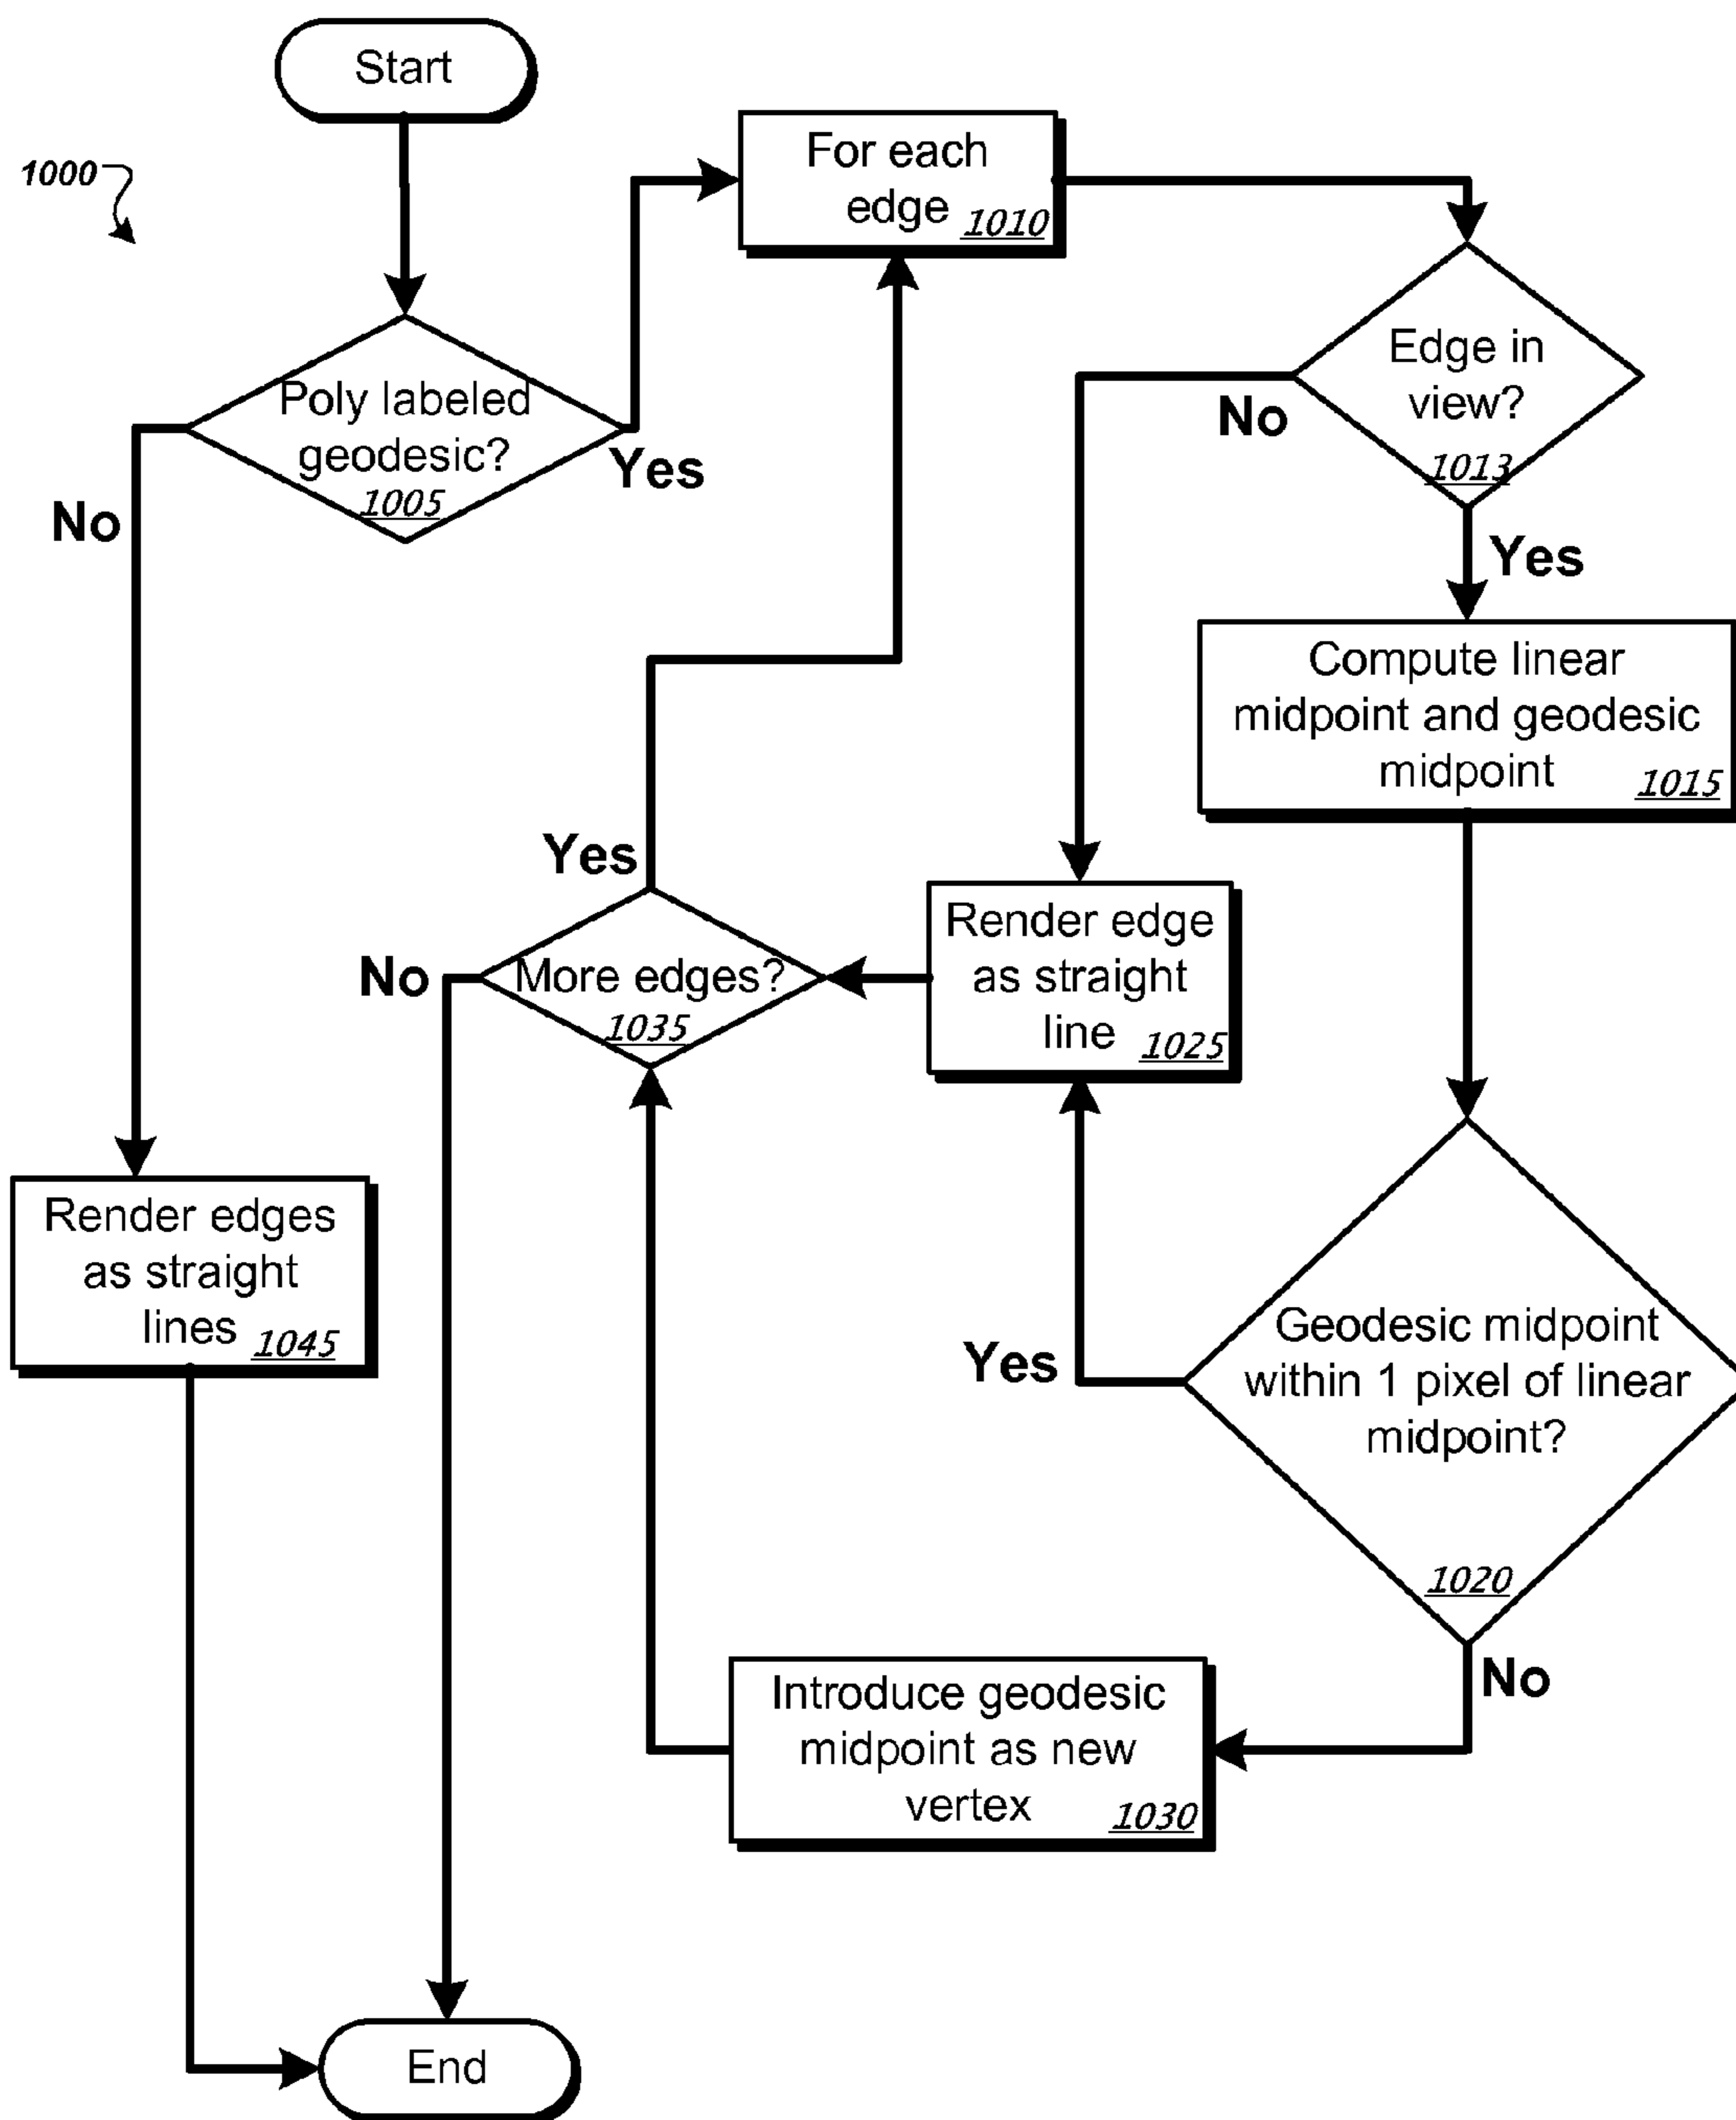 Start
1000
For each
edge 1010
Poly labeled
geodesic?
1005
Yes
No
Edge in
view?
1013
No
Yes
Compute linear
midpoint and geodesic
midpoint 1015
Yes
More edges?
1035
No
Render edge
as straight
line 1025
Render edges
as straight
lines 1045
Geodesic midpoint
within 1 pixel of linear
midpoint?
1020
Yes
No
Introduce geodesic
midpoint as new
vertex 1030
End